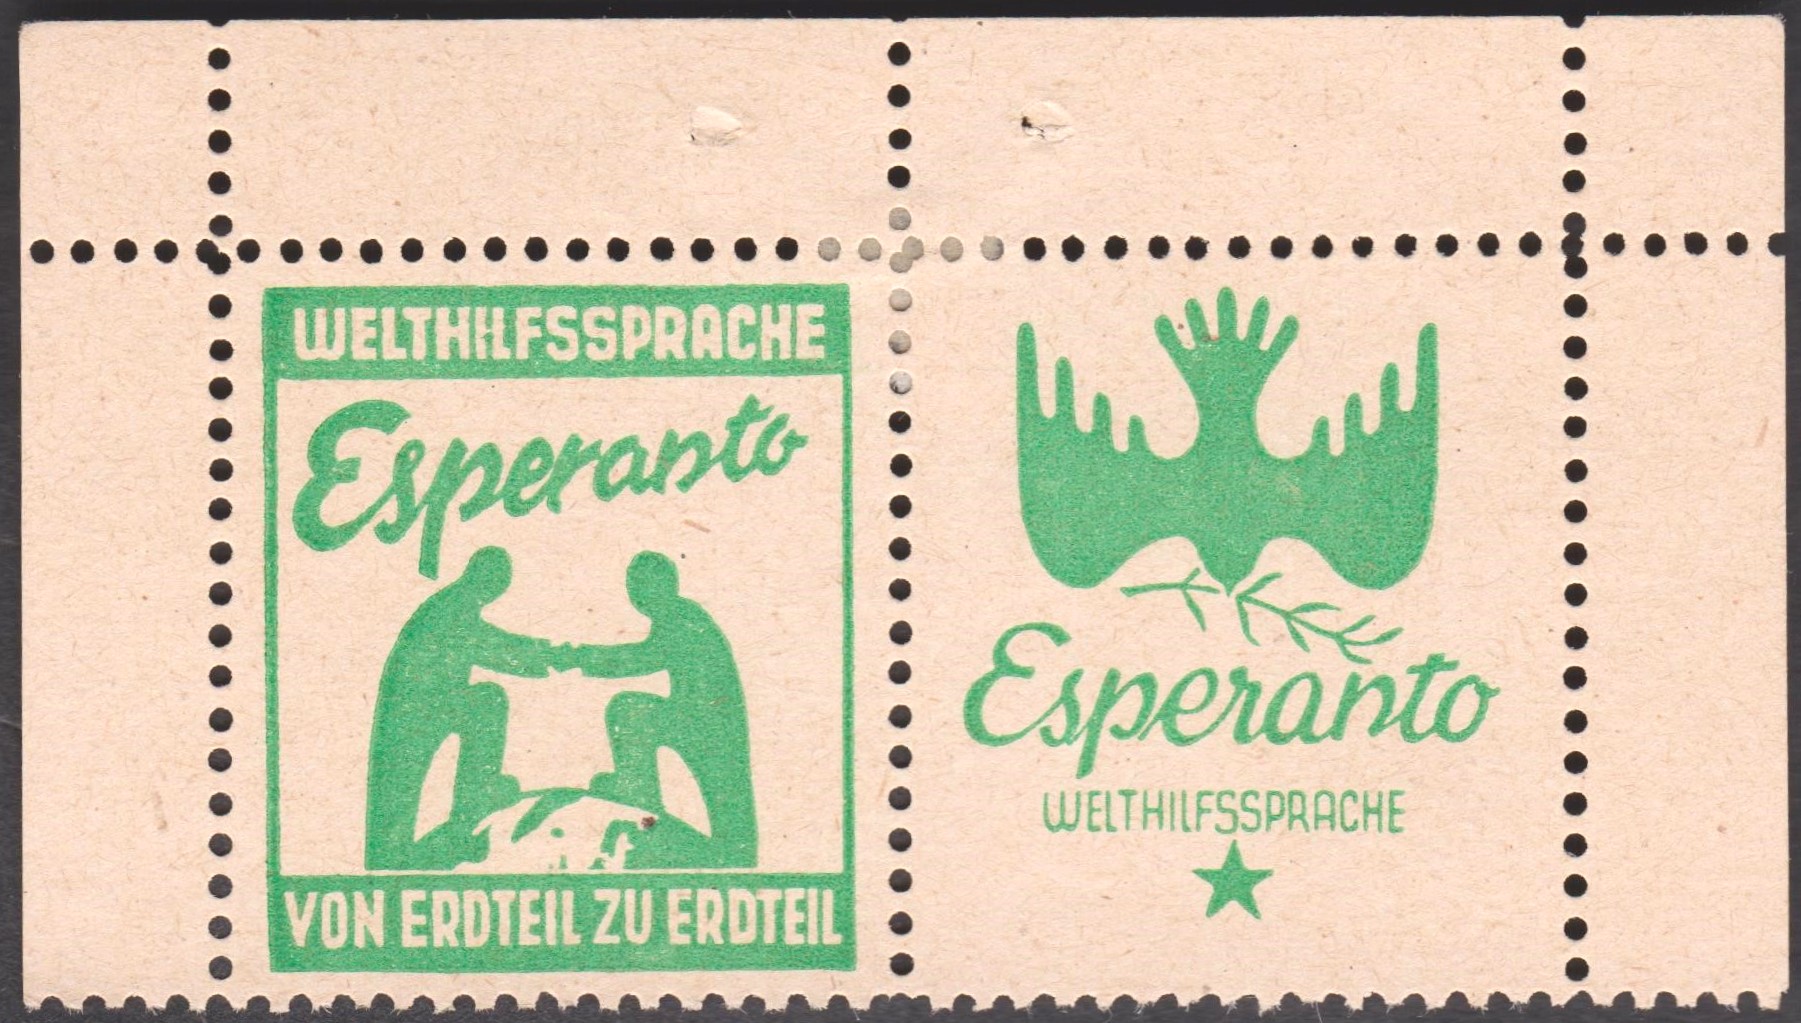 WELTHILFSSPRACHE
Esperanto
VON ERDTEIL ZU ERDTEIL
Esperanto
WELTHILFSSPRACHE